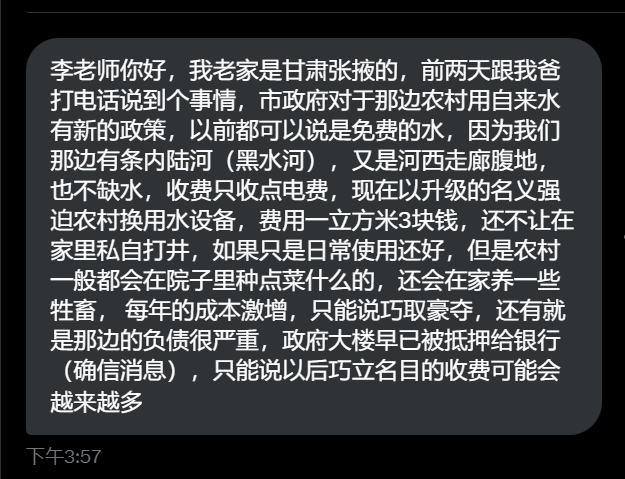 李老师你好，我老家是甘肃张掖的，前两天跟我爸
打电话说到个事情，市政府对于那边农村用自来水
有新的政策，以前都可以说是免费的水，因为我们
那边有条内陆河（黑水河），又是河西走廊腹地，
也不缺水，收费只收点电费，现在以升级的名义强
迫农村换用水设备，费用一立方米3块钱，还不让在
家里私自打井，如果只是日常使用还好，但是农村
一般都会在院子里种点菜什么的，还会在家养一些
牲畜， 每年的成本激增，只能说巧取豪夺，还有就
是那边的负债很严重，政府大楼早已被抵押给银行
（确信消息），只能说以后巧立名目的收费可能会
越来越多
下午3:57